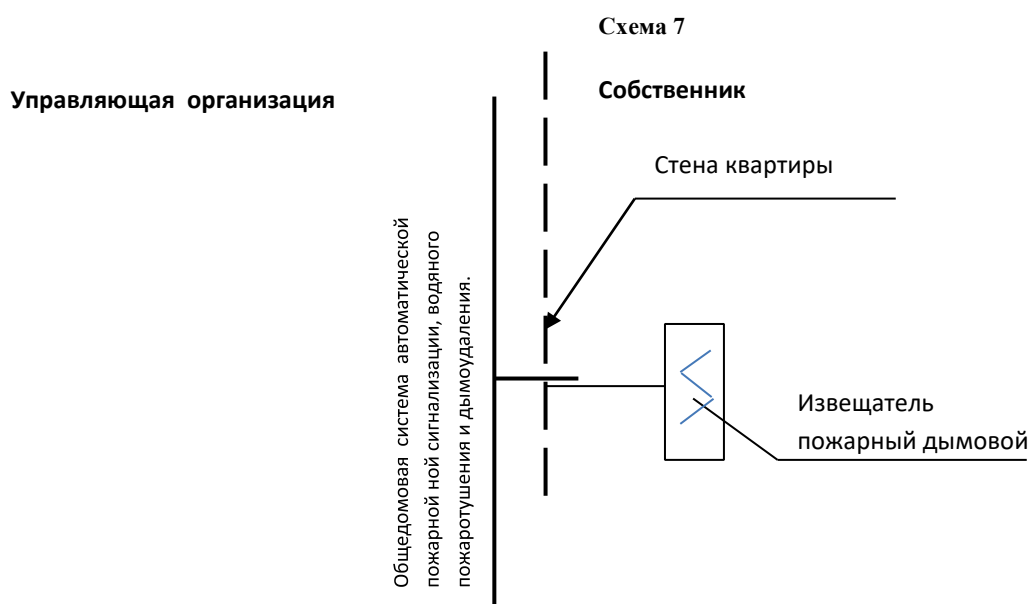 Схема 7
Управляющая организация
Собственник
Стена квартиры
Общедомовая система автоматической
пожарной ной сигнализации, водяного
пожаротушения и дымоудаления.
Извещатель
пожарный дымовой